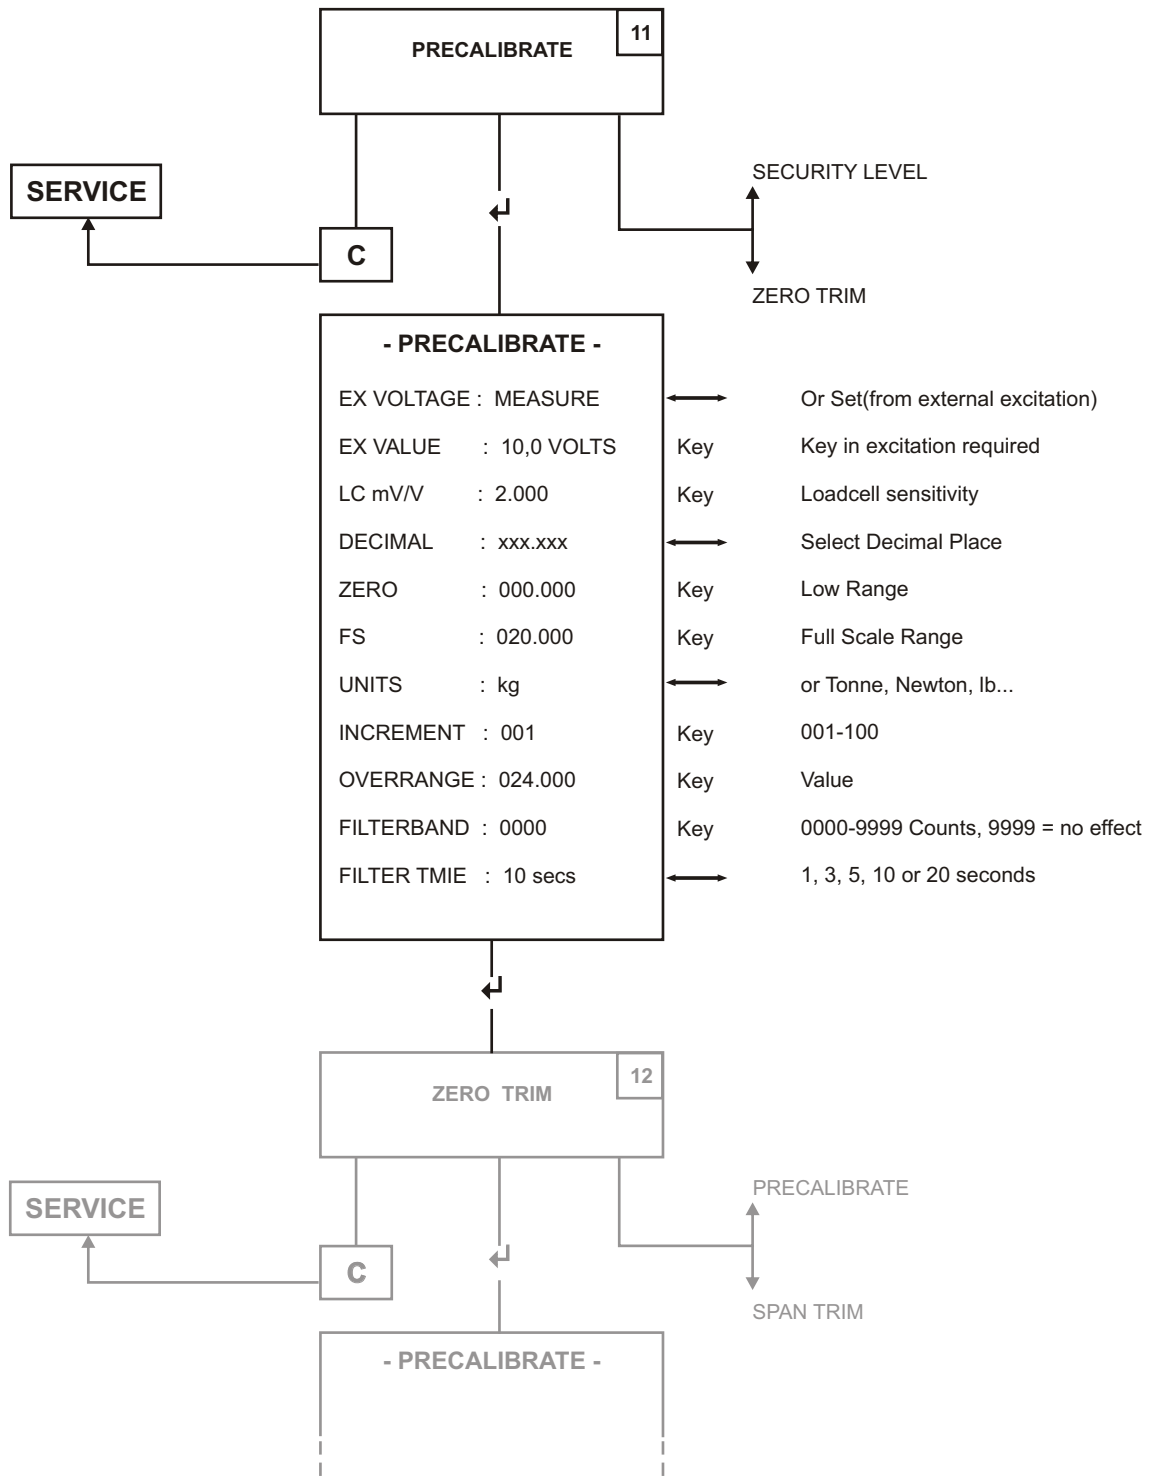 PRECALIBRATE
11
SECURITY LEVEL
SERVICE
C
ZERO TRIM
- PRECALIBRATE -
EX VOLTAGE : MEASURE Or Set(from external excitation)
EX VALUE : 10,0 VOLTS Key Key in excitation required
LC mV/V : 2.000 Key Loadcell sensitivity
DECIMAL : xxx.xxx Select Decimal Place
ZERO : 000.000 Key Low Range
FS : 020.000 Key Full Scale Range
UNITS : kg or Tonne, Newton, lb...
INCREMENT : 001 Key 001-100
OVERRANGE : 024.000 Key Value
FILTERBAND : 0000 Key 0000-9999 Counts, 9999 = no effect
FILTER TMIE : 10 secs 1, 3, 5, 10 or 20 seconds
ZERO TRIM
12
PRECALIBRATE
SERVICE
C
SPAN TRIM
- PRECALIBRATE -